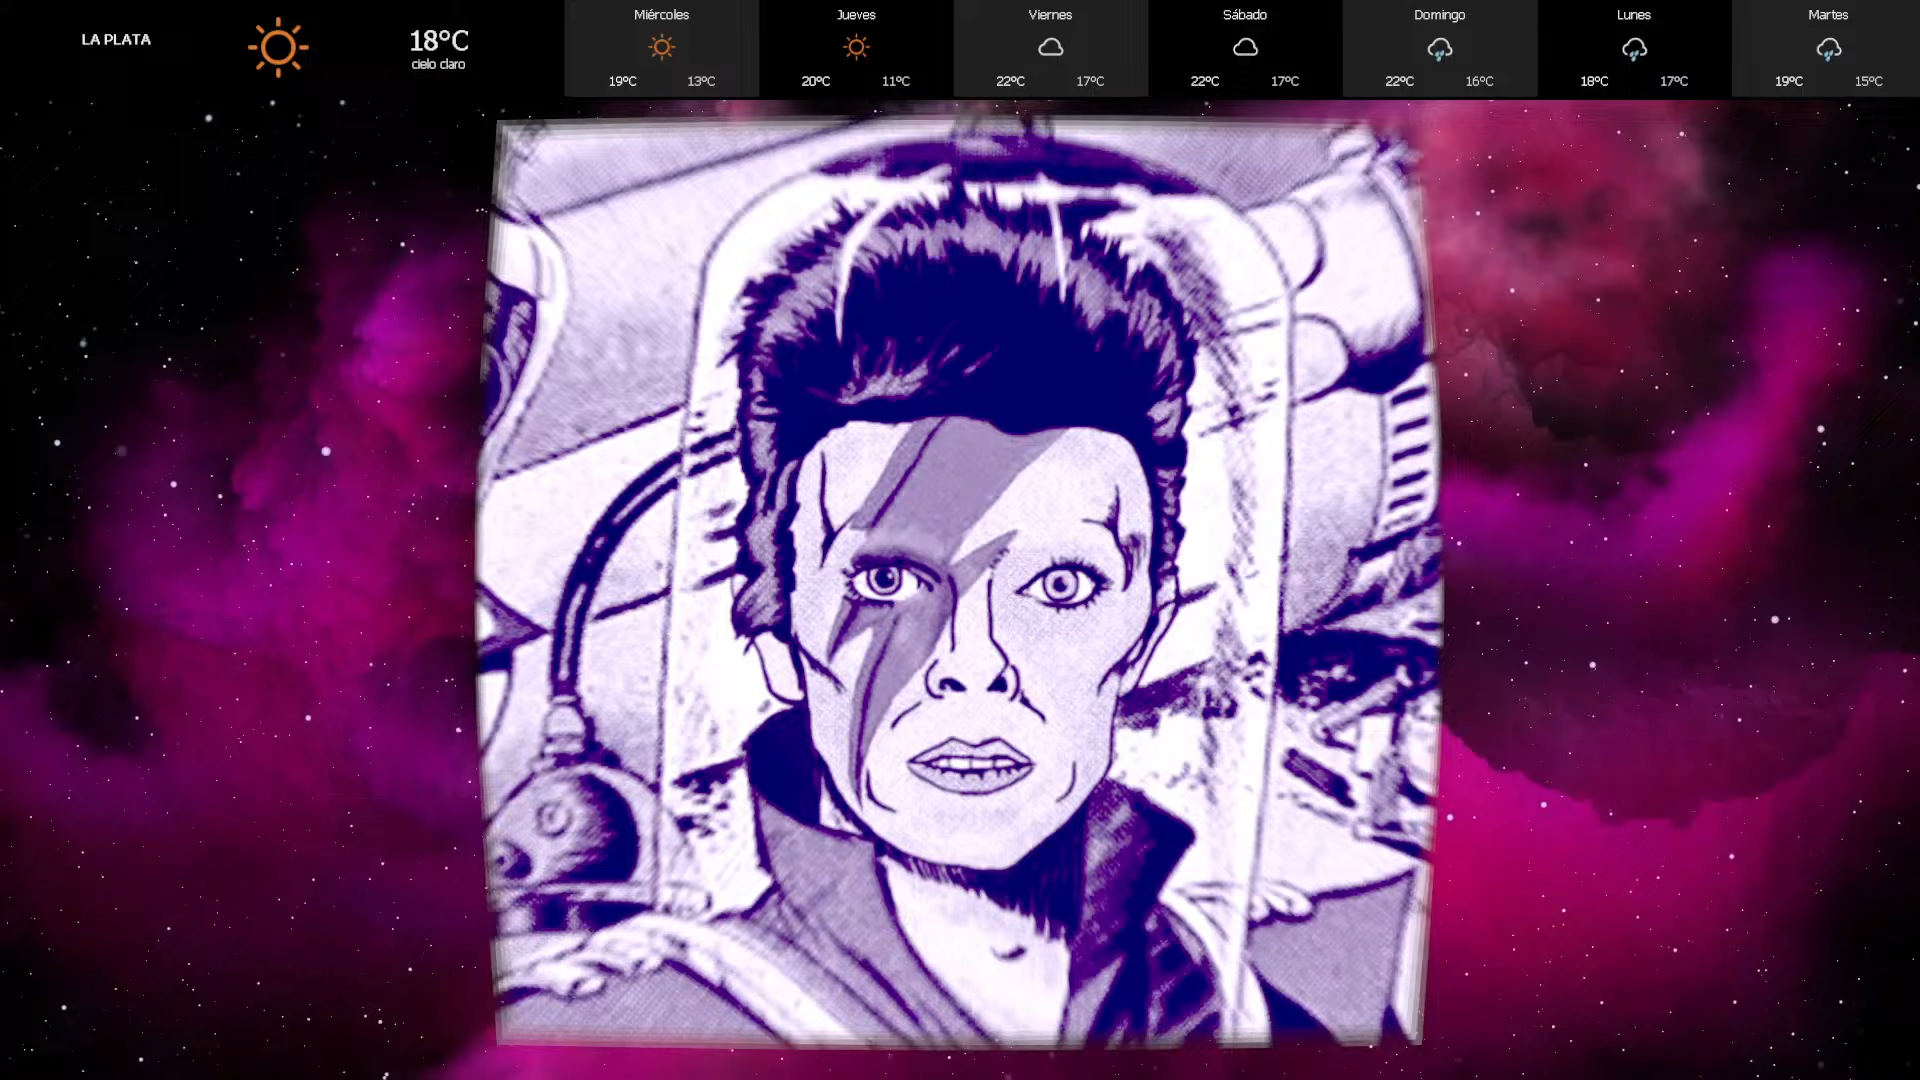 LA PLATA
18°C
cielo claro
Miércoles
19°C 13°C
Jueves
20°C 11°C
Viernes
22°C 17°C
Sábado
22°C 17°C
Domingo
22°C 16°C
Lunes
18°C 17°C
Martes
19°C 15°C